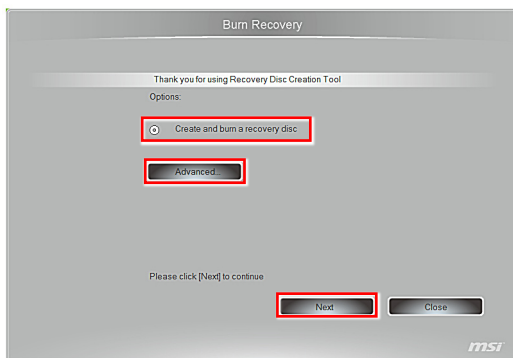 Burn Recovery
Thank you for using Recovery Disc Creation Tool
Options:
Create and burn a recovery disc
Advanced...
Please click [Next] to continue
Next
Close
msi